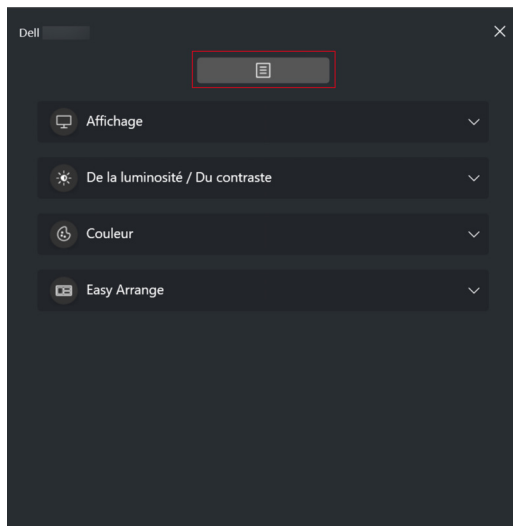 Dell
Affichage
De la luminosité / Du contraste
Couleur
Easy Arrange